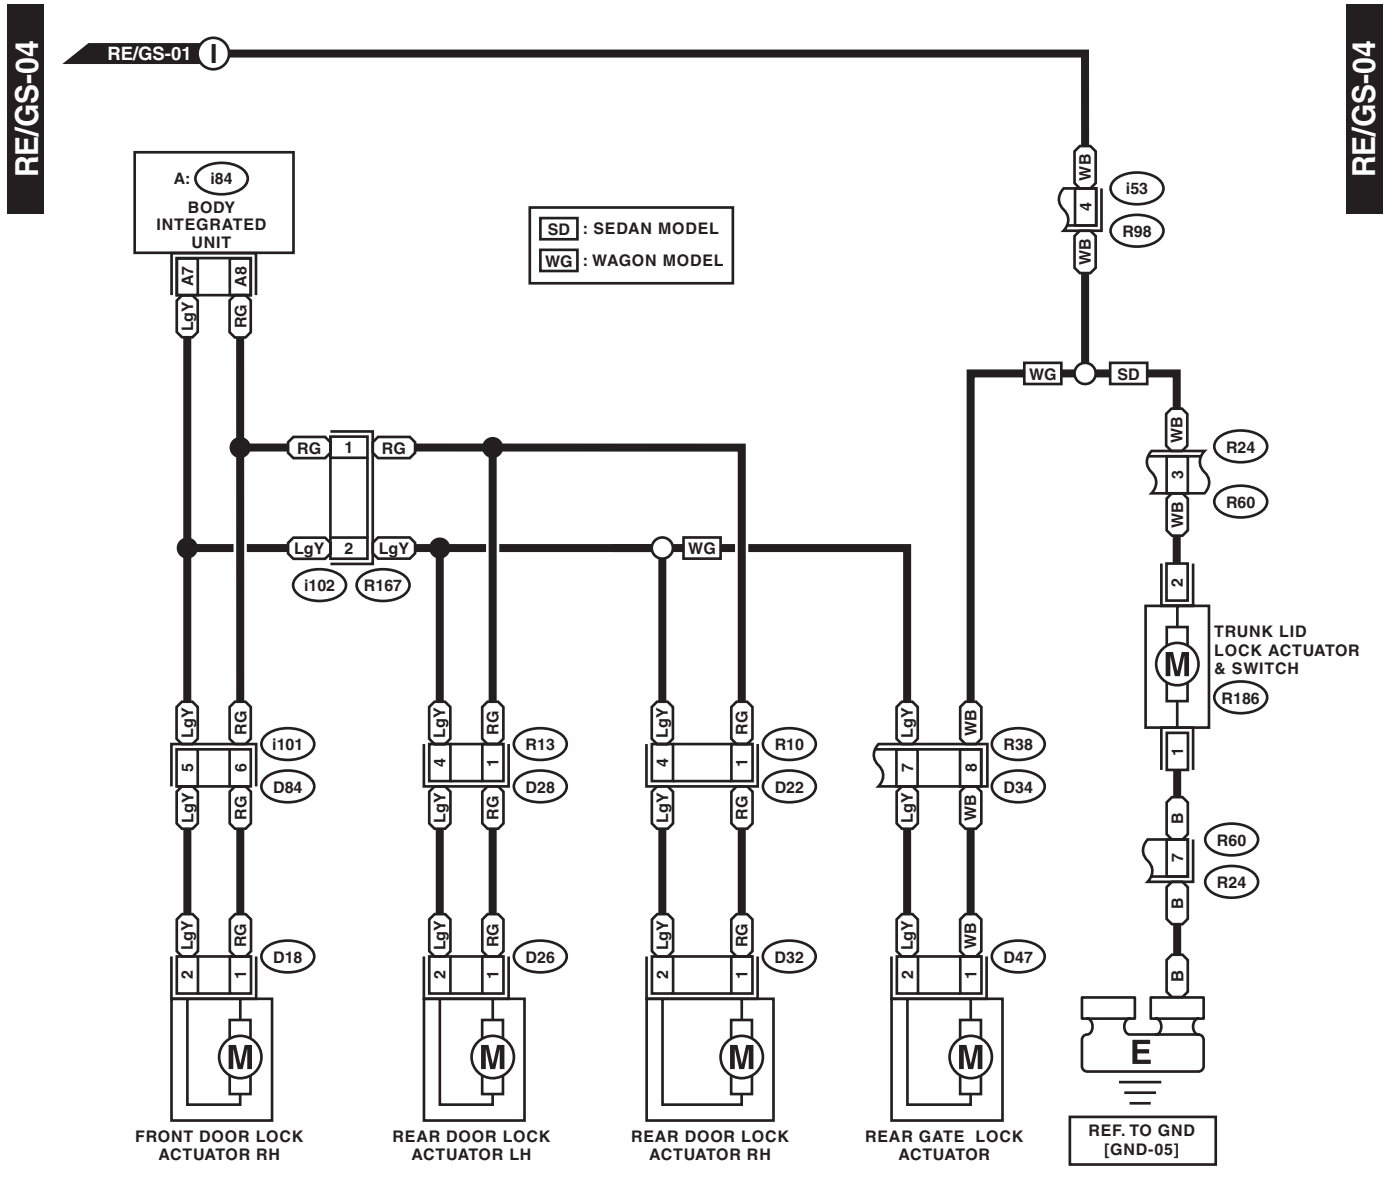 RE/GS-04
RE/GS-01 I
RE/GS-04
A: i84
BODY
INTEGRATED
UNIT
A7 A8
LgY RG
SD : SEDAN MODEL
WG : WAGON MODEL
WB
4
i53
R98
WB
WG SD
WB
R24
3
R60
WB
RG 1 RG
LgY 2 LgY
WG
i102 R167
2
TRUNK LID
LOCK ACTUATOR
& SWITCH
M
R186
1
LgY RG LgY RG LgY RG LgY WB
i101 R13 R10 R38
5 6 4 1 4 1 7 8
D84 D28 D22 D34
LgY RG LgY RG LgY RG LgY WB
B
R60
7
R24
B
LgY RG LgY RG LgY RG LgY WB
D18 D26 D32 D47
2 1 2 1 2 1 2 1
B
M M M M
E
FRONT DOOR LOCK
ACTUATOR RH
REAR DOOR LOCK
ACTUATOR LH
REAR DOOR LOCK
ACTUATOR RH
REAR GATE LOCK
ACTUATOR
REF. TO GND
[GND-05]